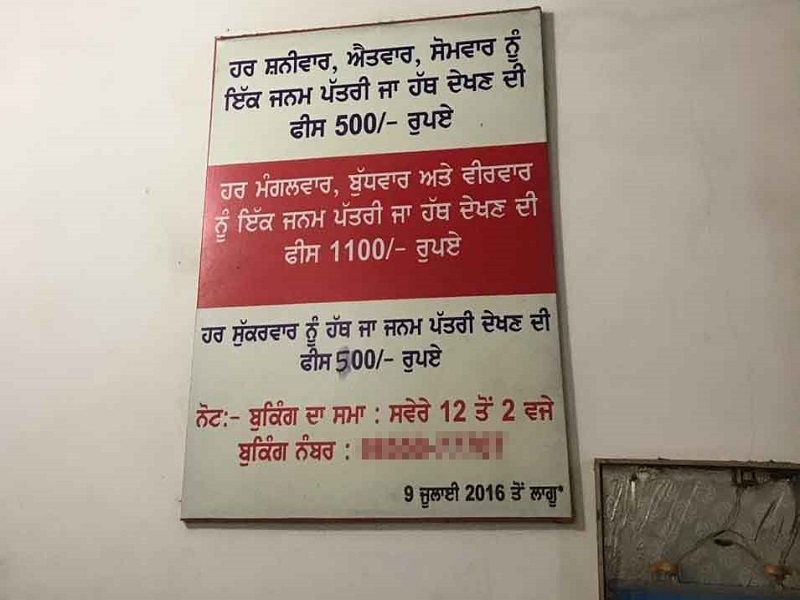 ਹਰ ਸ਼ਨੀਵਾਰ, ਐਤਵਾਰ, ਸੋਮਵਾਰ ਨੂੰ
ਇੱਕ ਜਨਮ ਪੱਤਰੀ ਜਾ ਹੱਥ ਦੇਖਣ ਦੀ
ਫੀਸ 500/- ਰੁਪਏ
ਹਰ ਮੰਗਲਵਾਰ, ਬੁੱਧਵਾਰ ਅਤੇ ਵੀਰਵਾਰ
ਨੂੰ ਇੱਕ ਜਨਮ ਪੱਤਰੀ ਜਾ ਹੱਥ ਦੇਖਣ ਦੀ
ਫੀਸ 1100/- ਰੁਪਏ
ਹਰ ਸ਼ੁੱਕਰਵਾਰ ਨੂੰ ਹੱਥ ਜਾ ਜਨਮ ਪੱਤਰੀ ਦੇਖਣ ਦੀ
ਫੀਸ 500/- ਰੁਪਏ
ਨੋਟ:- ਬੁਕਿੰਗ ਦਾ ਸਮਾ : ਸਵੇਰੇ 12 ਤੋਂ 2 ਵਜੇ
ਬੁਕਿੰਗ ਨੰਬਰ :
9 ਜੁਲਾਈ 2016 ਤੋਂ ਲਾਗੂ*